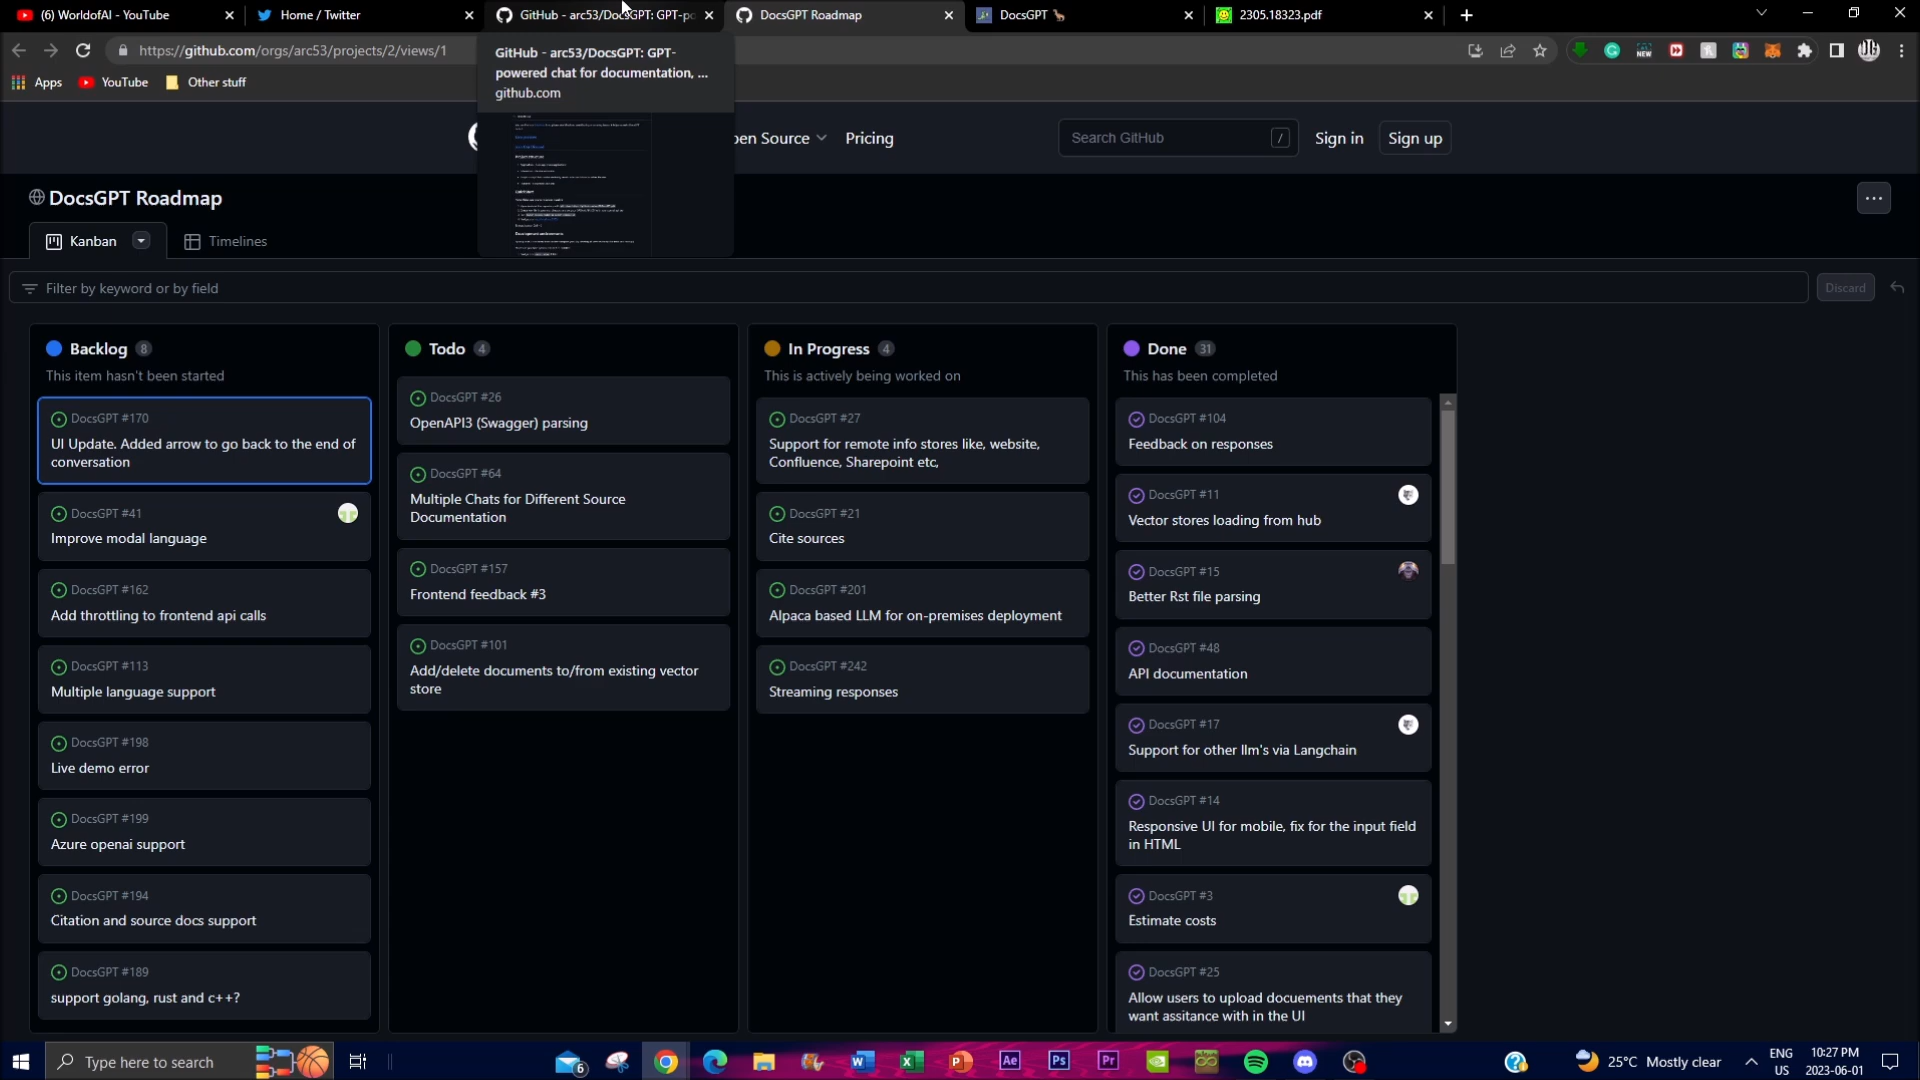 (6) WorldofAI - YouTube
Home / Twitter
GitHub - arc53/DocsGPT: GPT-po
DocsGPT Roadmap
DocsGPT
2305.18323.pdf
https://github.com/orgs/arc53/projects/2/views/1
NEW
Apps
YouTube
Other stuff
GitHub - arc53/DocsGPT: GPT-
powered chat for documentation, ...
github.com
pen Source
Pricing
Search GitHub
/
Sign in
Sign up
DocsGPT Roadmap
Kanban
Timelines
Filter by keyword or by field
Discard
Backlog 8
This item hasn't been started
DocsGPT #170
UI Update. Added arrow to go back to the end of
conversation
DocsGPT #41
Improve modal language
DocsGPT #162
Add throttling to frontend api calls
DocsGPT #113
Multiple language support
DocsGPT #198
Live demo error
DocsGPT #199
Azure openai support
DocsGPT #194
Citation and source docs support
DocsGPT #189
support golang, rust and c++?
Todo 4
DocsGPT #26
OpenAPI3 (Swagger) parsing
DocsGPT #64
Multiple Chats for Different Source
Documentation
DocsGPT #157
Frontend feedback #3
DocsGPT #101
Add/delete documents to/from existing vector
store
In Progress 4
This is actively being worked on
DocsGPT #27
Support for remote info stores like, website,
Confluence, Sharepoint etc,
DocsGPT #21
Cite sources
DocsGPT #201
Alpaca based LLM for on-premises deployment
DocsGPT #242
Streaming responses
Done 31
This has been completed
DocsGPT #104
Feedback on responses
DocsGPT #11
Vector stores loading from hub
DocsGPT #15
Better Rst file parsing
DocsGPT #48
API documentation
DocsGPT #17
Support for other llm's via Langchain
DocsGPT #14
Responsive UI for mobile, fix for the input field
in HTML
DocsGPT #3
Estimate costs
DocsGPT #25
Allow users to upload docuements that they
want assitance with in the UI
Type here to search
6
Ae
Ps
Pr
25°C Mostly clear
ENG
US
10:27 PM
2023-06-01